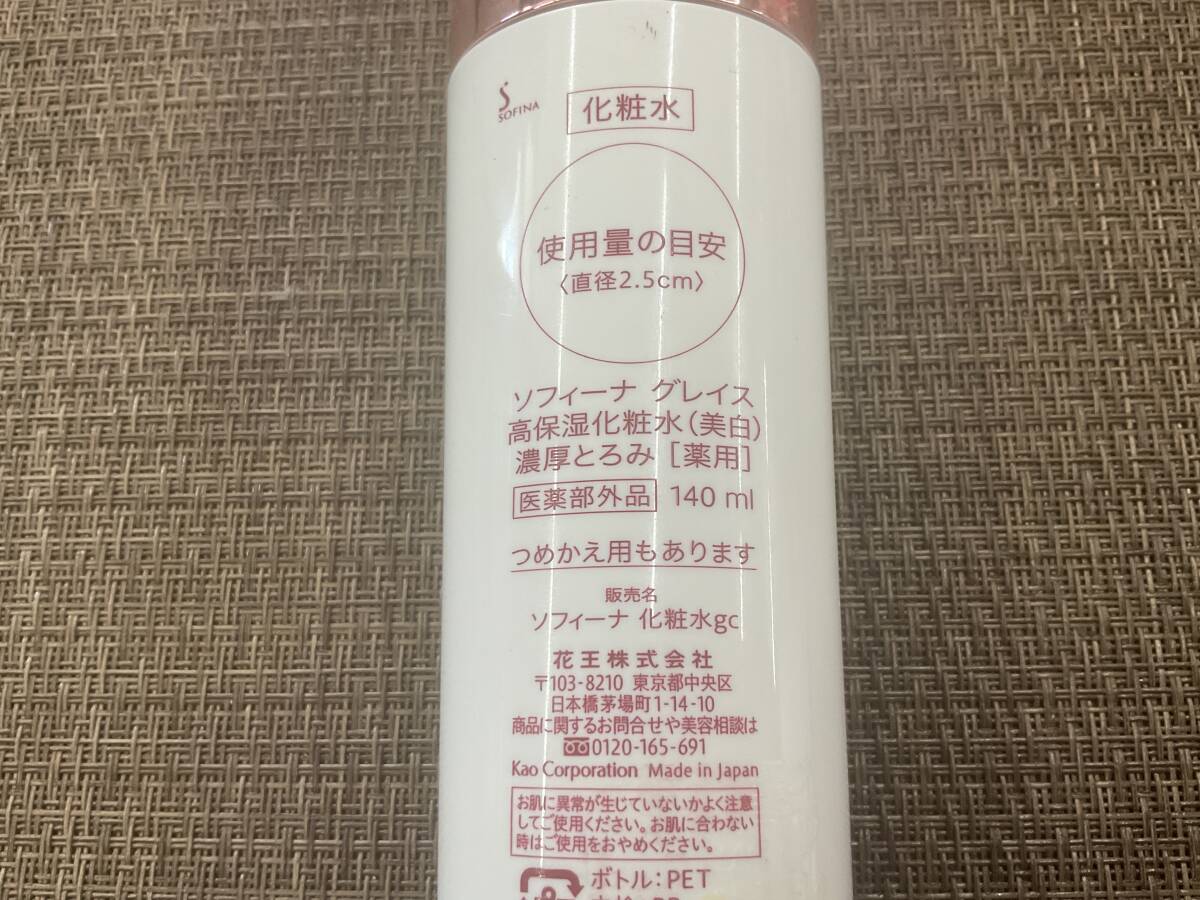 SOFINA
化粧水
使用量の目安
〈直径2.5cm〉
ソフィーナ グレイス
高保湿化粧水(美白)
濃厚とろみ [薬用]
医薬部外品 140 ml
つめかえ用もあります
販売名
ソフィーナ 化粧水gc
花王株式会社
〒103-8210 東京都中央区
日本橋茅場町1-14-10
商品に関するお問合せや美容相談は
0120-165-691
Kao Corporation Made in Japan
お肌に異常が生じていないかよく注意
してご使用ください。お肌に合わない
時はご使用をおやめください。
ボトル:PET